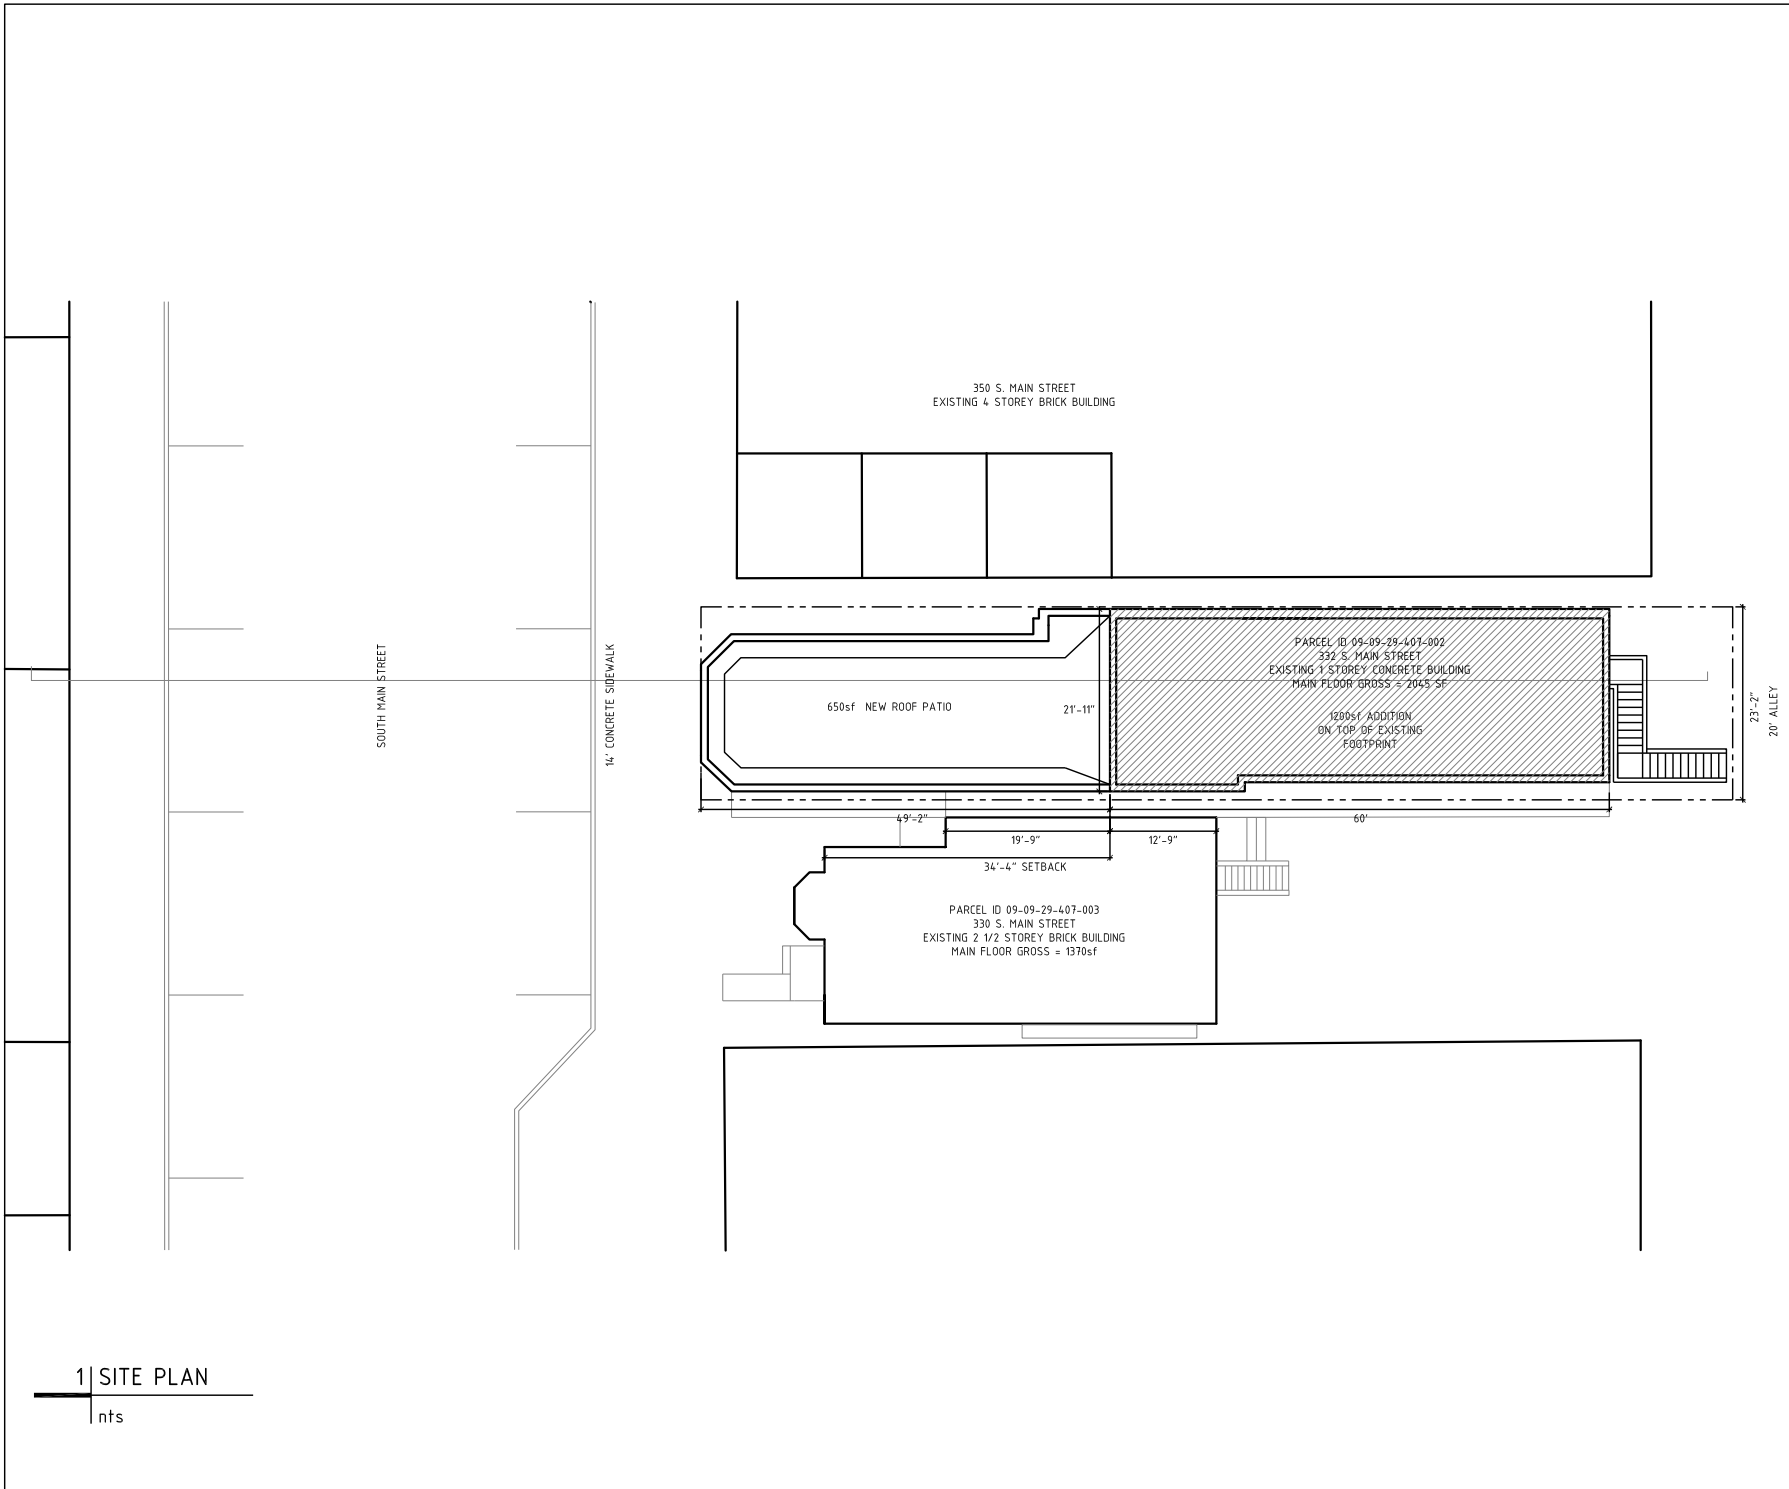 350 S. MAIN STREET
EXISTING 4 STOREY BRICK BUILDING
SOUTH MAIN STREET
14' CONCRETE SIDEWALK
650sf NEW ROOF PATIO
21'-11"
PARCEL ID 09-09-29-407-002
332 S. MAIN STREET
EXISTING 1 STOREY CONCRETE BUILDING
MAIN FLOOR GROSS = 2045 SF
1200sf ADDITION
ON TOP OF EXISTING
FOOTPRINT
23'-2"
20' ALLEY
49'-2"
60'
19'-9"
12'-9"
34'-4" SETBACK
PARCEL ID 09-09-29-407-003
330 S. MAIN STREET
EXISTING 2 1/2 STOREY BRICK BUILDING
MAIN FLOOR GROSS = 1370sf
1 SITE PLAN
nts